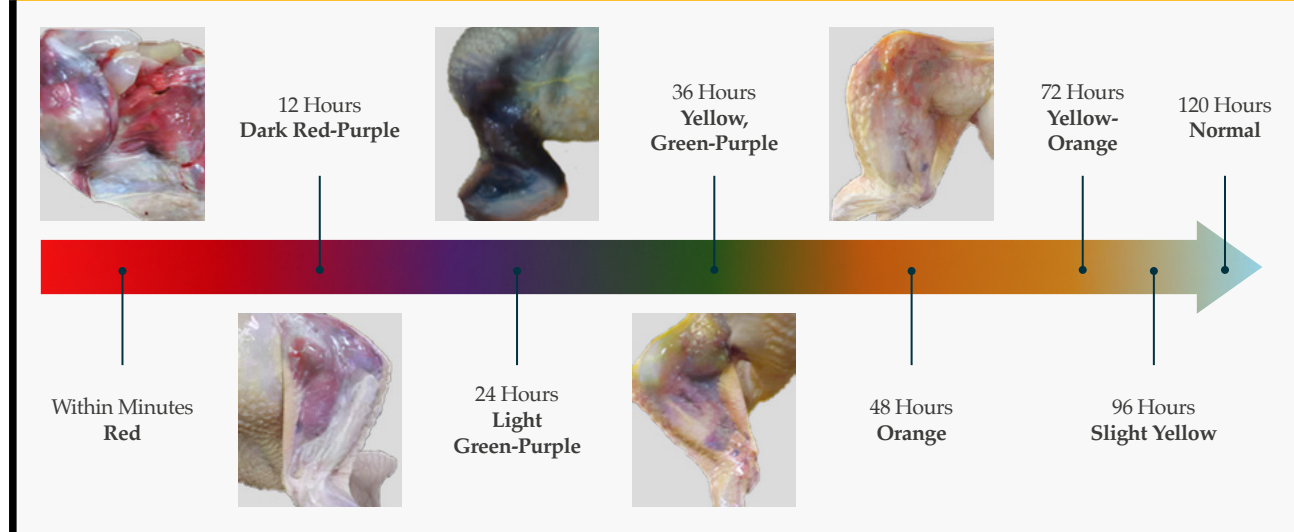 Within Minutes
Red
12 Hours
Dark Red-Purple
24 Hours
Light
Green-Purple
36 Hours
Yellow,
Green-Purple
48 Hours
Orange
72 Hours
Yellow-
Orange
96 Hours
Slight Yellow
120 Hours
Normal